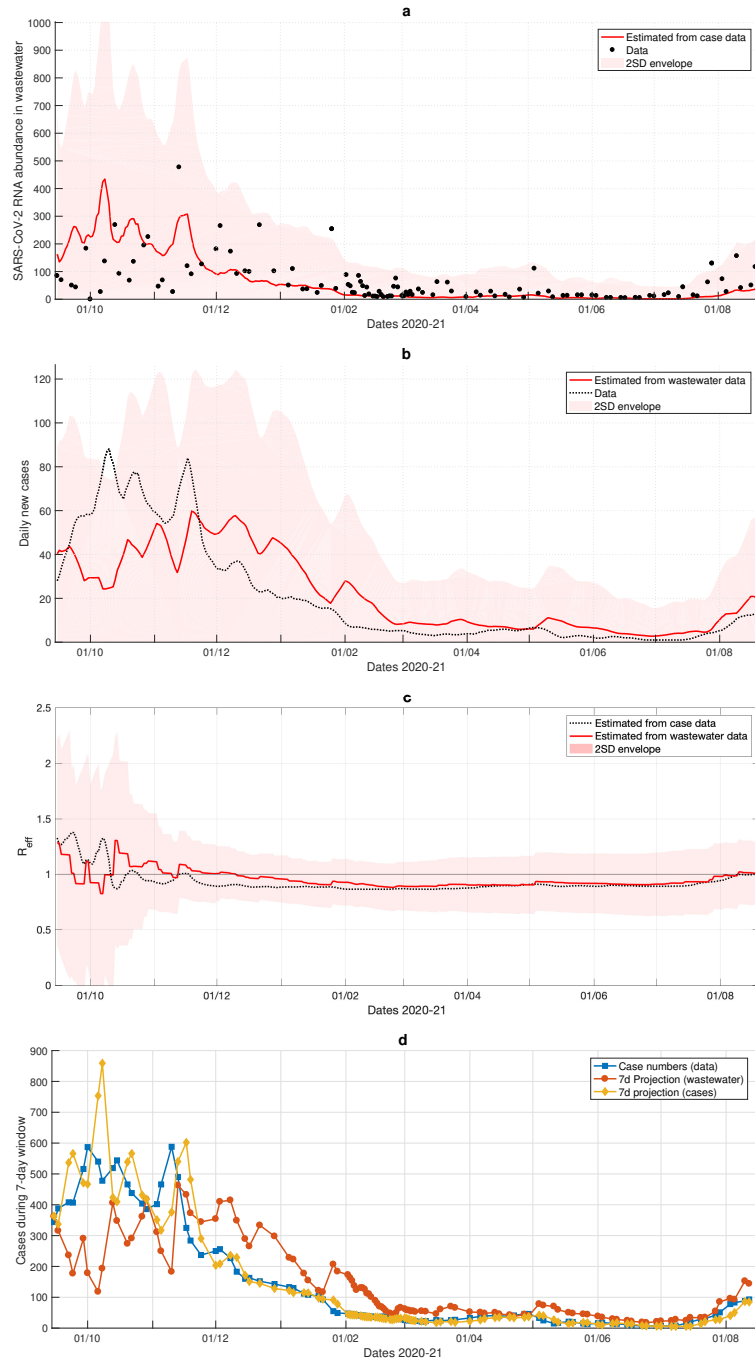 a
1000
900
800
700
600
500
400
300
200
100
0
SARS-CoV-2 RNA abundance in wastewater
Estimated from case data
Data
2SD envelope
01/10
01/12
01/02
01/04
01/06
01/08
Dates 2020-21
b
120
100
80
60
40
20
0
Daily new cases
Estimated from wastewater data
Data
2SD envelope
01/10
01/12
01/02
01/04
01/06
01/08
Dates 2020-21
c
2.5
2
1.5
1
0.5
0
Reff
Estimated from case data
Estimated from wastewater data
2SD envelope
01/10
01/12
01/02
01/04
01/06
01/08
Dates 2020-21
d
900
800
700
600
500
400
300
200
100
0
Cases during 7-day window
Case numbers (data)
7d Projection (wastewater)
7d projection (cases)
01/10
01/12
01/02
01/04
01/06
01/08
Dates 2020-21